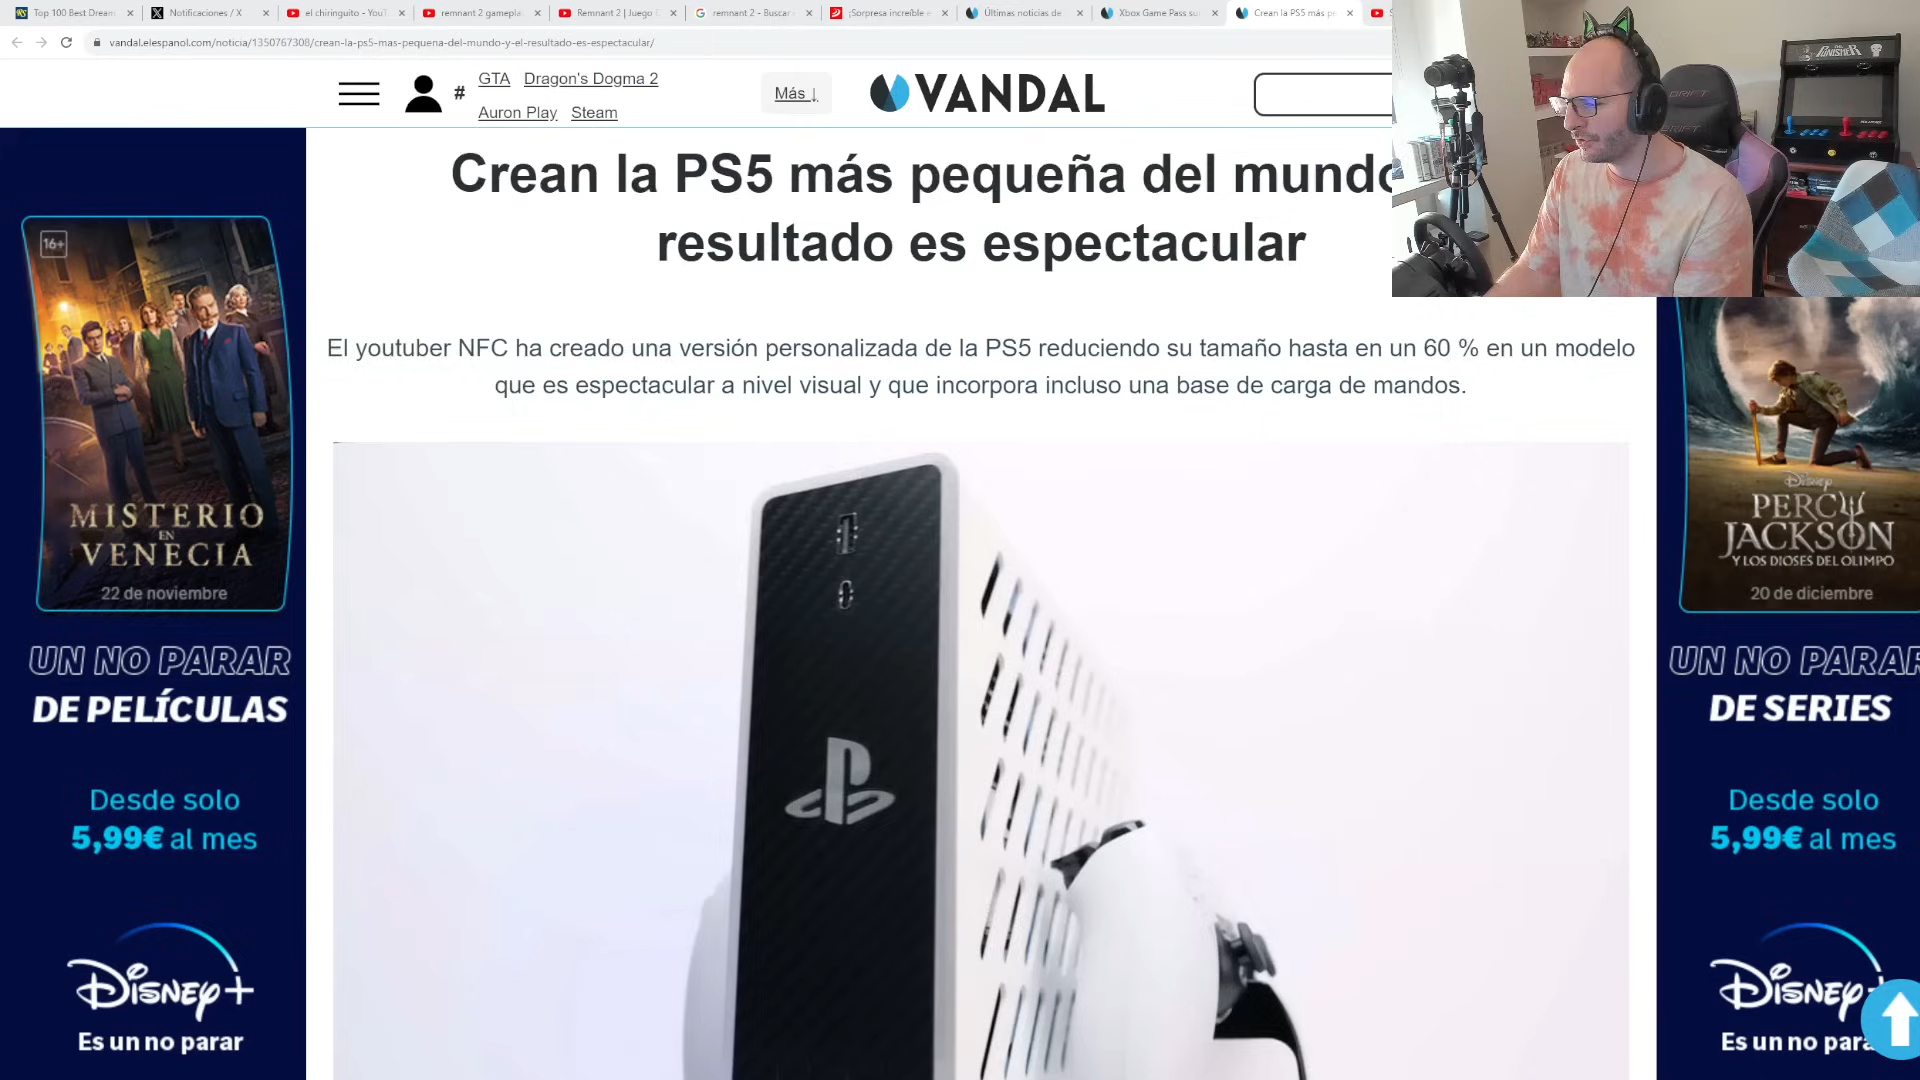 Top 100 Best Dream
Notificaciones / X
el chiringuito - YouT
remnant 2 gamepla
Remnant 2 | Juego
remnant 2 - Buscar
¡Sorpresa increíble e
Últimas noticias de
Xbox Game Pass su
Crean la PS5 más pe
vandal.elespanol.com/noticia/1350767308/crean-la-ps5-mas-pequena-del-mundo-y-el-resultado-es-espectacular/
# GTA Dragon's Dogma 2
Auron Play Steam
Más ↓
VANDAL
Crean la PS5 más pequeña del mundo
resultado es espectacular
El youtuber NFC ha creado una versión personalizada de la PS5 reduciendo su tamaño hasta en un 60 % en un modelo
que es espectacular a nivel visual y que incorpora incluso una base de carga de mandos.
16+
MISTERIO
EN
VENECIA
22 de noviembre
UN NO PARAR
DE PELÍCULAS
Desde solo
5,99€ al mes
Disney+
Es un no parar
Disney
PERCY
JACKSON
Y LOS DIOSES DEL OLIMPO
20 de diciembre
UN NO PARAR
DE SERIES
Desde solo
5,99€ al mes
Disney+
Es un no para
THE
PUNISHER
DRIFT
DRIFT